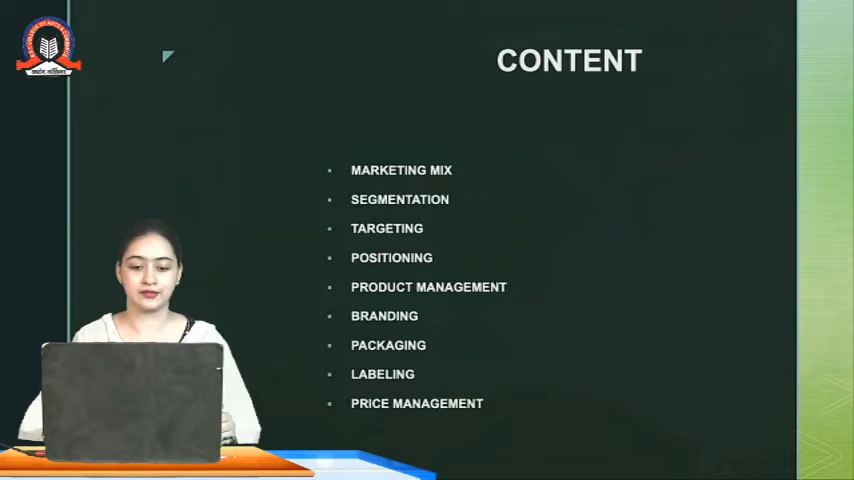 CONTENT
MARKETING MIX
SEGMENTATION
TARGETING
POSITIONING
PRODUCT MANAGEMENT
BRANDING
PACKAGING
LABELING
PRICE MANAGEMENT